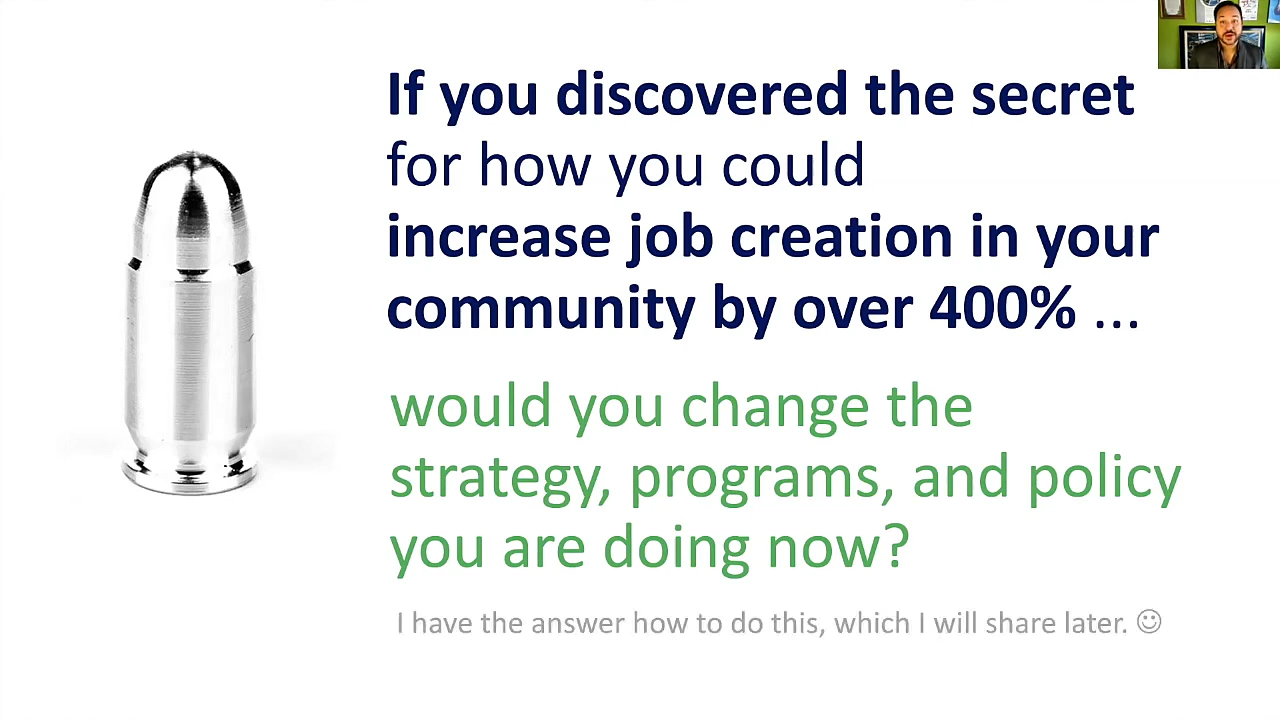 If you discovered the secret
for how you could
increase job creation in your
community by over 400% ...
would you change the
strategy, programs, and policy
you are doing now?
I have the answer how to do this, which I will share later. ☺